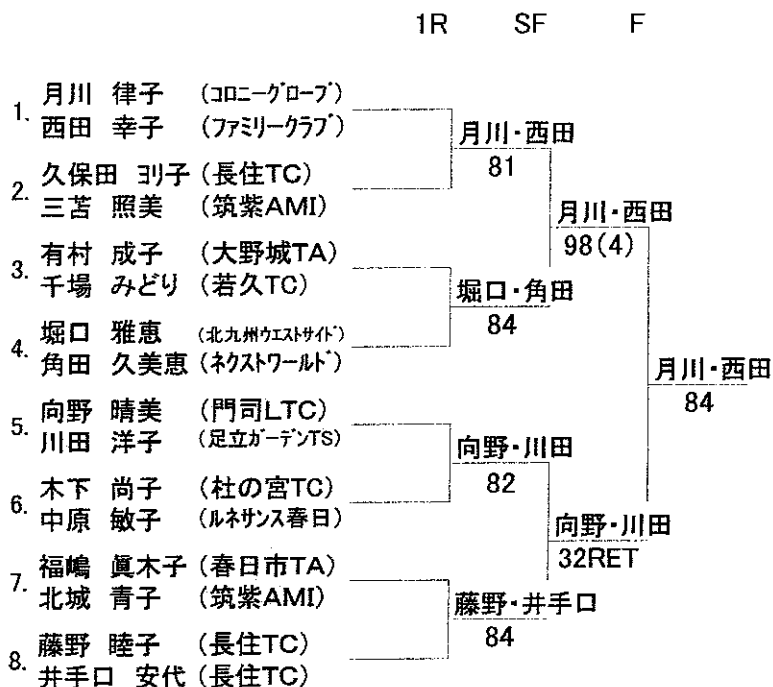 1R SF F
1. 月川 律子 (コロニーグローブ)
西田 幸子 (ファミリークラブ)
2. 久保田 ヨリ子 (長住TC)
三苫 照美 (筑紫AMI)
3. 有村 成子 (大野城TA)
千場 みどり (若久TC)
4. 堀口 雅恵 (北九州ウエストサイド)
角田 久美恵 (ネクストワールド)
5. 向野 晴美 (門司LTC)
川田 洋子 (足立ガーデンTS)
6. 木下 尚子 (杜の宮TC)
中原 敏子 (ルネサンス春日)
7. 福嶋 眞木子 (春日市TA)
北城 青子 (筑紫AMI)
8. 藤野 睦子 (長住TC)
井手口 安代 (長住TC)
月川・西田
81
堀口・角田
84
向野・川田
82
藤野・井手口
84
月川・西田
98(4)
向野・川田
32RET
月川・西田
84